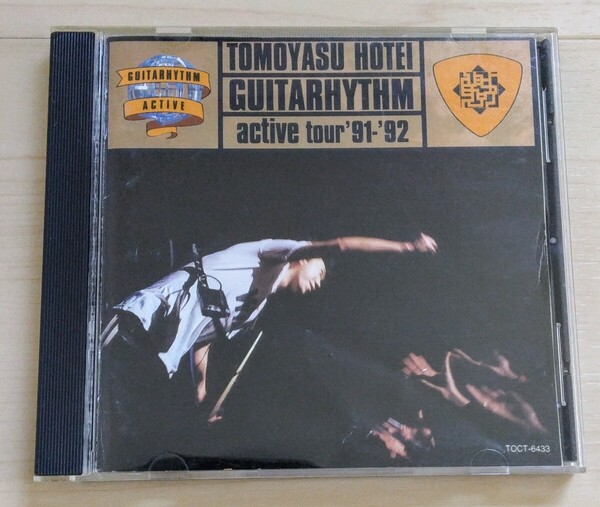 GUITARHYTHM
ACTIVE
TOMOYASU HOTEI
GUITARHYTHM
active tour'91-'92
TOCT-6433